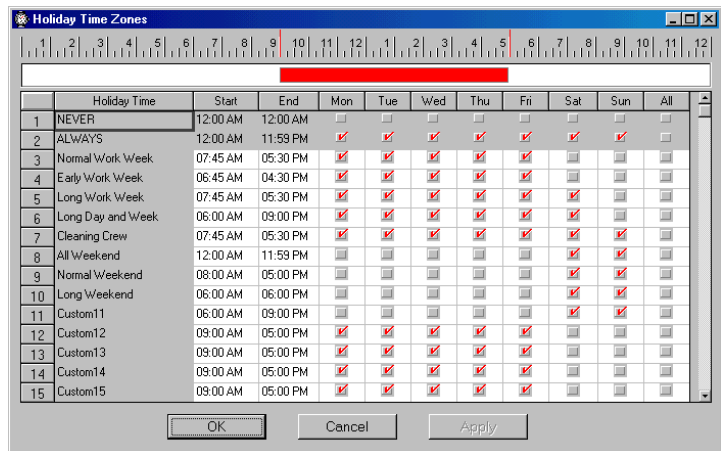 Holiday Time Zones
1 2 3 4 5 6 7 8 9 10 11 12 1 2 3 4 5 6 7 8 9 10 11 12
Holiday Time Start End Mon Tue Wed Thu Fri Sat Sun All
1 NEVER 12:00 AM 12:00 AM
2 ALWAYS 12:00 AM 11:59 PM
3 Normal Work Week 07:45 AM 05:30 PM
4 Early Work Week 06:45 AM 04:30 PM
5 Long Work Week 07:45 AM 05:30 PM
6 Long Day and Week 06:00 AM 09:00 PM
7 Cleaning Crew 07:45 AM 05:30 PM
8 All Weekend 12:00 AM 11:59 PM
9 Normal Weekend 08:00 AM 05:00 PM
10 Long Weekend 06:00 AM 06:00 PM
11 Custom11 06:00 AM 09:00 PM
12 Custom12 09:00 AM 05:00 PM
13 Custom13 09:00 AM 05:00 PM
14 Custom14 09:00 AM 05:00 PM
15 Custom15 09:00 AM 05:00 PM
OK Cancel Apply